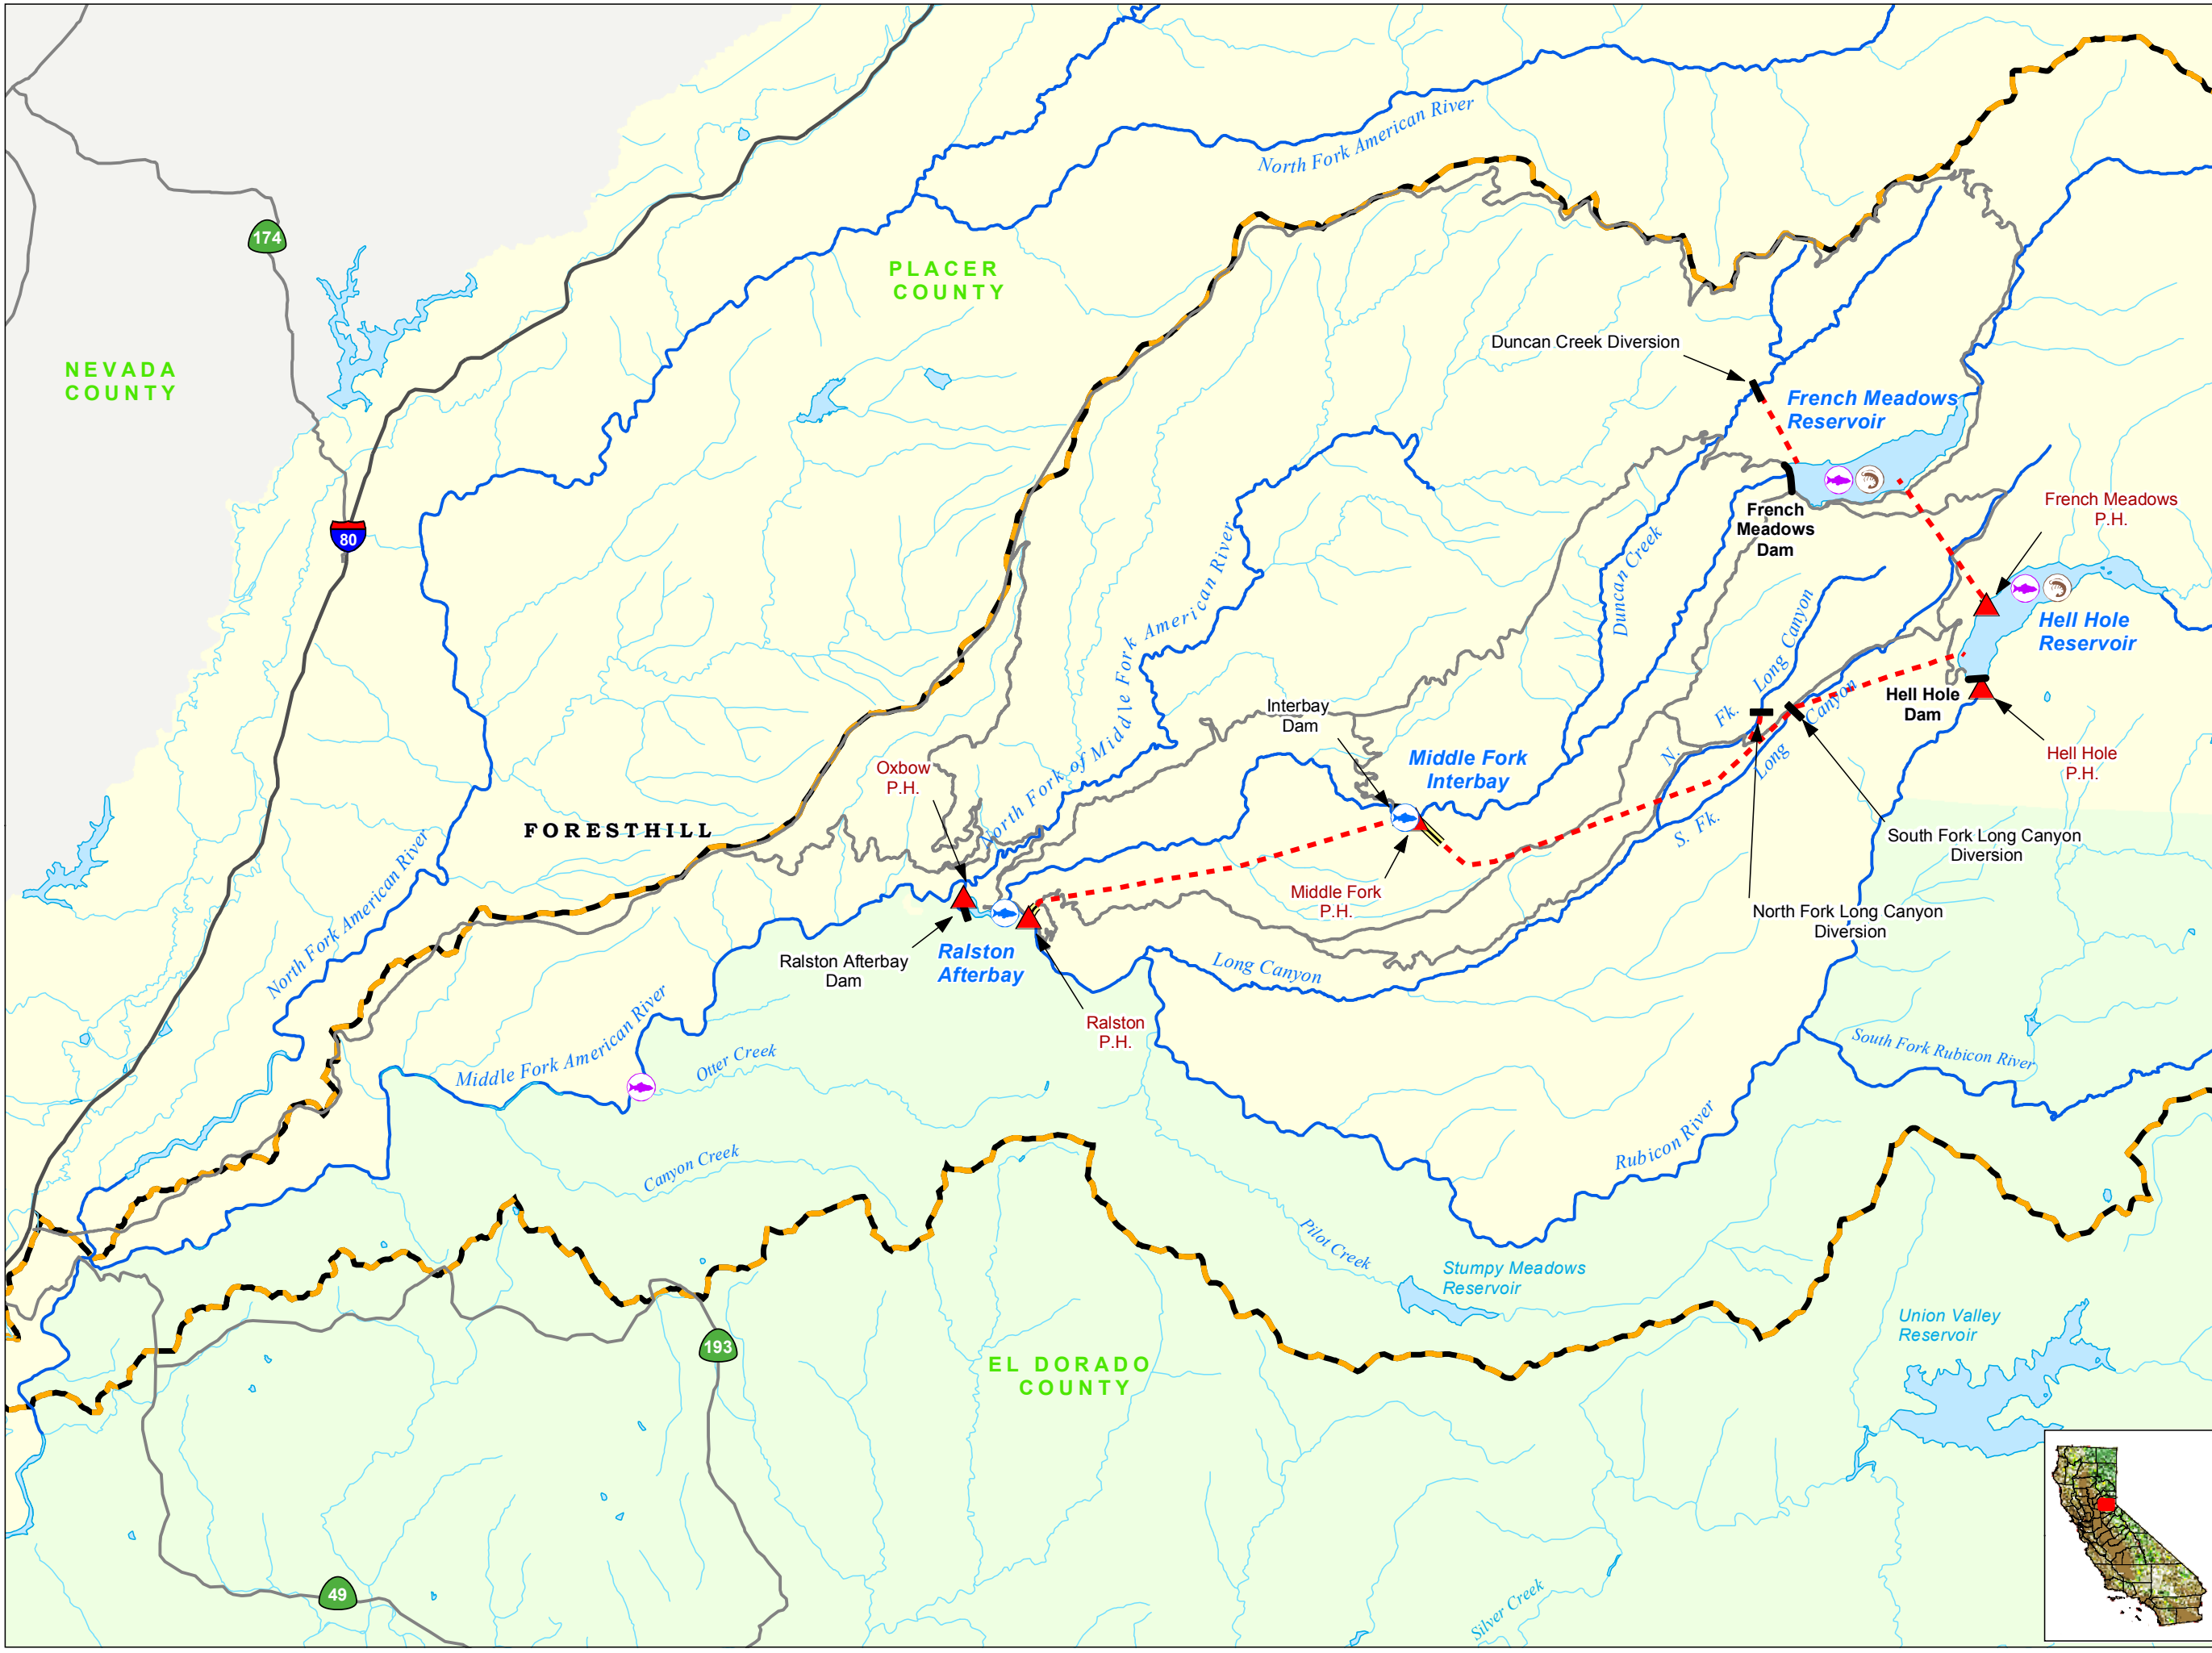 North Fork American River
174
PLACER
COUNTY
NEVADA
COUNTY
Duncan Creek Diversion
French Meadows
Reservoir
French
Meadows
Dam
French Meadows
P.H.
80
Duncan Creek
North Fork of Middle Fork American River
N. Fk. Long Canyon
Hell Hole
Reservoir
Hell Hole
Dam
Hell Hole
P.H.
S. Fk. Long Canyon
Interbay
Dam
Middle Fork
Interbay
Oxbow
P.H.
FORESTHILL
South Fork Long Canyon
Diversion
Middle Fork
P.H.
North Fork Long Canyon
Diversion
North Fork American River
Ralston Afterbay
Dam
Ralston
Afterbay
Long Canyon
Ralston
P.H.
Middle Fork American River
Otter Creek
South Fork Rubicon River
Rubicon River
Canyon Creek
Pilot Creek
Stumpy Meadows
Reservoir
Union Valley
Reservoir
193
EL DORADO
COUNTY
49
Silver Creek